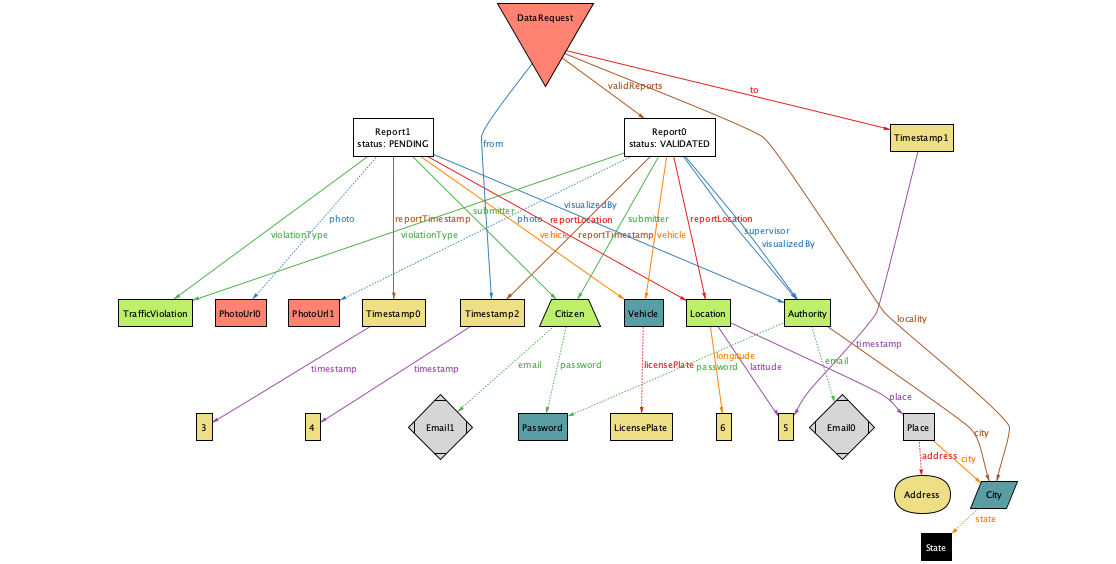 DataRequest
validReports
to
Report1
status: PENDING
Report0
status: VALIDATED
Timestamp1
from
visualizedBy
submitter
photo
photo
reportTimestamp
reportLocation
submitter
reportLocation
supervisor
violationType
violationType
vehicle
reportTimestamp
vehicle
visualizedBy
TrafficViolation
PhotoUrl0
PhotoUrl1
Timestamp0
Timestamp2
Citizen
Vehicle
Location
Authority
locality
timestamp
timestamp
timestamp
email
password
licensePlate
password
longitude
latitude
email
place
3
4
Email1
Password
LicensePlate
6
5
Email0
Place
city
address
city
Address
City
state
State